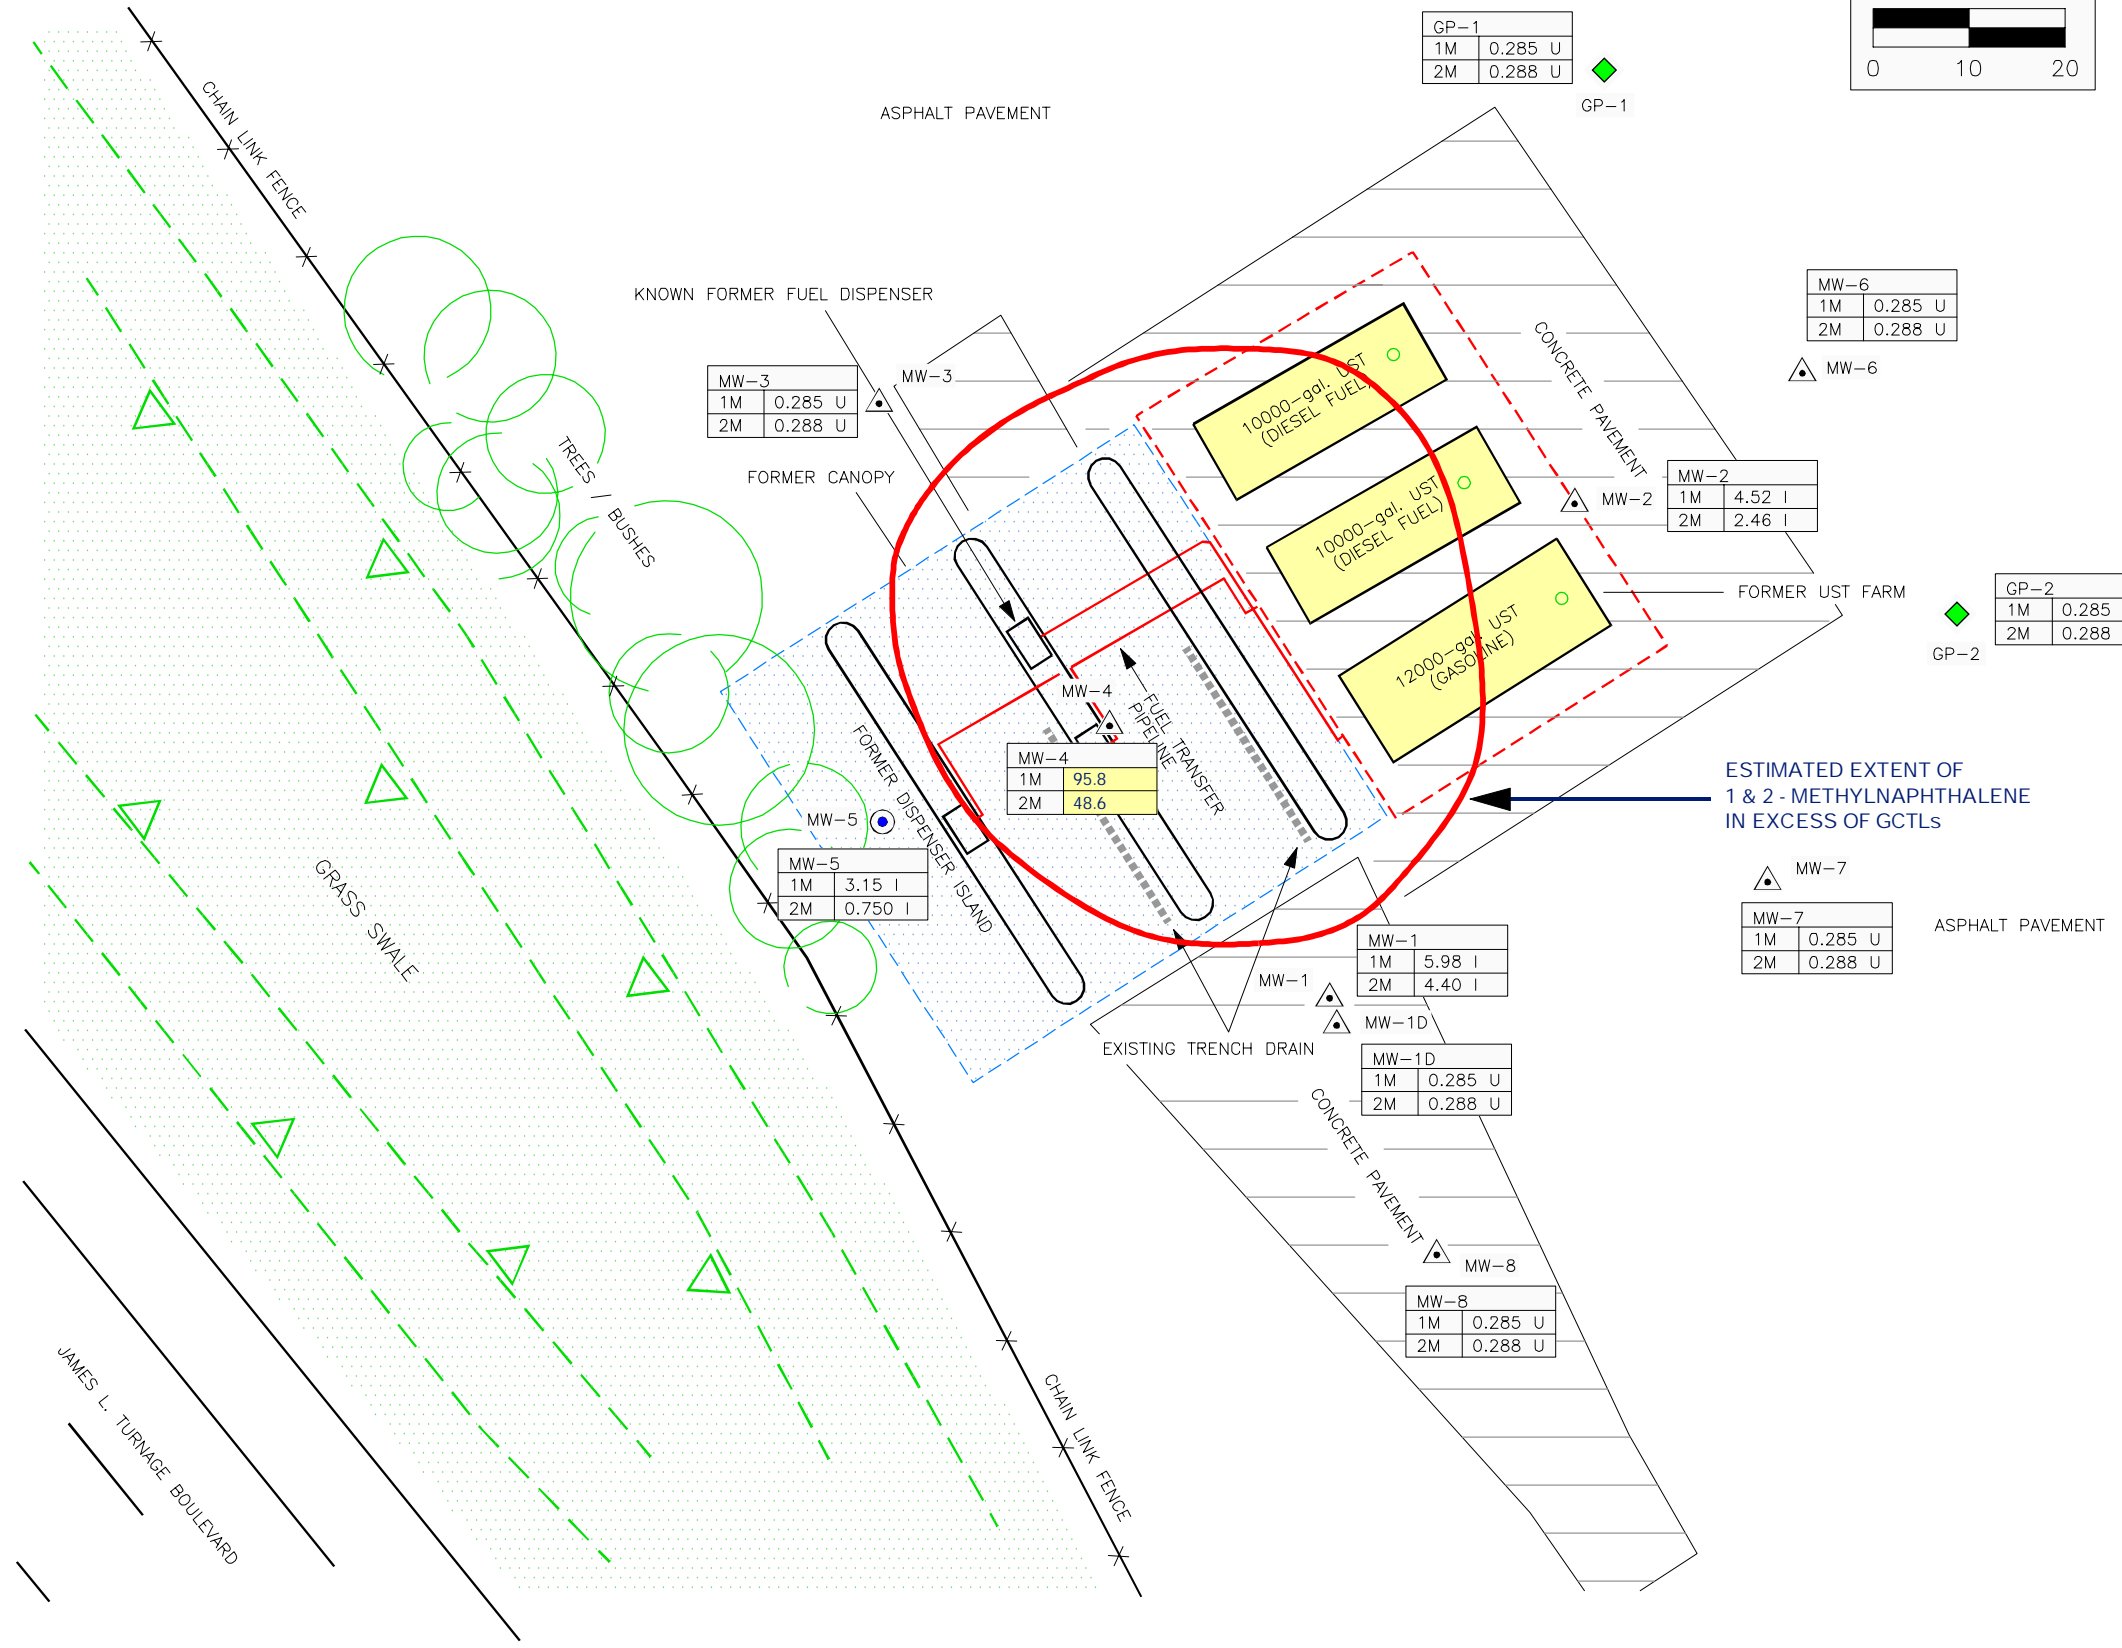 GP-1
1M 0.285 U
2M 0.288 U
GP-1
0 10 20
ASPHALT PAVEMENT
CHAIN LINK FENCE
KNOWN FORMER FUEL DISPENSER
MW-6
1M 0.285 U
2M 0.288 U
MW-6
MW-3
1M 0.285 U
2M 0.288 U
MW-3
10000-gal. UST
(DIESEL FUEL)
CONCRETE PAVEMENT
FORMER CANOPY
TREES / BUSHES
10000-gal. UST
(DIESEL FUEL)
MW-2
MW-2
1M 4.52 I
2M 2.46 I
FORMER UST FARM
GP-2
1M 0.285
2M 0.288
GP-2
12000-gal. UST
(GASOLINE)
MW-4
FUEL TRANSFER
PIPELINE
MW-4
1M 95.8
2M 48.6
ESTIMATED EXTENT OF
1 & 2 - METHYLNAPHTHALENE
IN EXCESS OF GCTLs
MW-5
MW-5
1M 3.15 I
2M 0.750 I
FORMER DISPENSER ISLAND
GRASS SWALE
MW-7
MW-7
1M 0.285 U
2M 0.288 U
ASPHALT PAVEMENT
MW-1
1M 5.98 I
2M 4.40 I
MW-1
MW-1D
EXISTING TRENCH DRAIN
MW-1D
1M 0.285 U
2M 0.288 U
CONCRETE PAVEMENT
MW-8
MW-8
1M 0.285 U
2M 0.288 U
JAMES L. TURNAGE BOULEVARD
CHAIN LINK FENCE